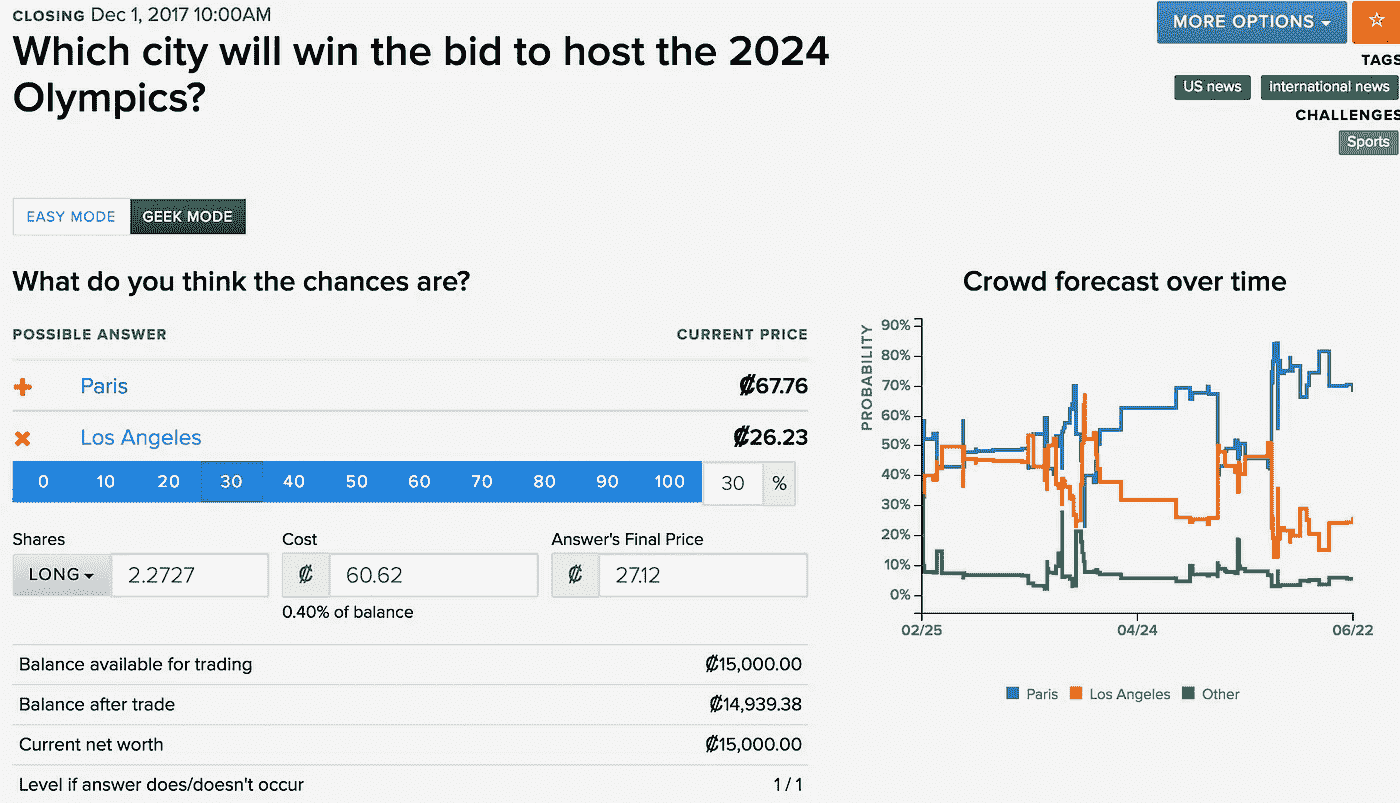 CLOSING Dec 1, 2017 10:00AM
Which city will win the bid to host the 2024
Olympics?
MORE OPTIONS
TAGS
US news international news
CHALLENGES
Sports
EASY MODE GEEK MODE
What do you think the chances are?
POSSIBLE ANSWER CURRENT PRICE
Paris ₡67.76
Los Angeles ₡26.23
0 10 20 30 40 50 60 70 80 90 100 30 %
Shares Cost Answer's Final Price
LONG 2.2727 ₡ 60.62 ₡ 27.12
0.40% of balance
Balance available for trading ₡15,000.00
Balance after trade ₡14,939.38
Current net worth ₡15,000.00
Level if answer does/doesn't occur 1 / 1
Crowd forecast over time
PROBABILITY
90%
80%
70%
60%
50%
40%
30%
20%
10%
0%
02/25 04/24 06/22
Paris Los Angeles Other